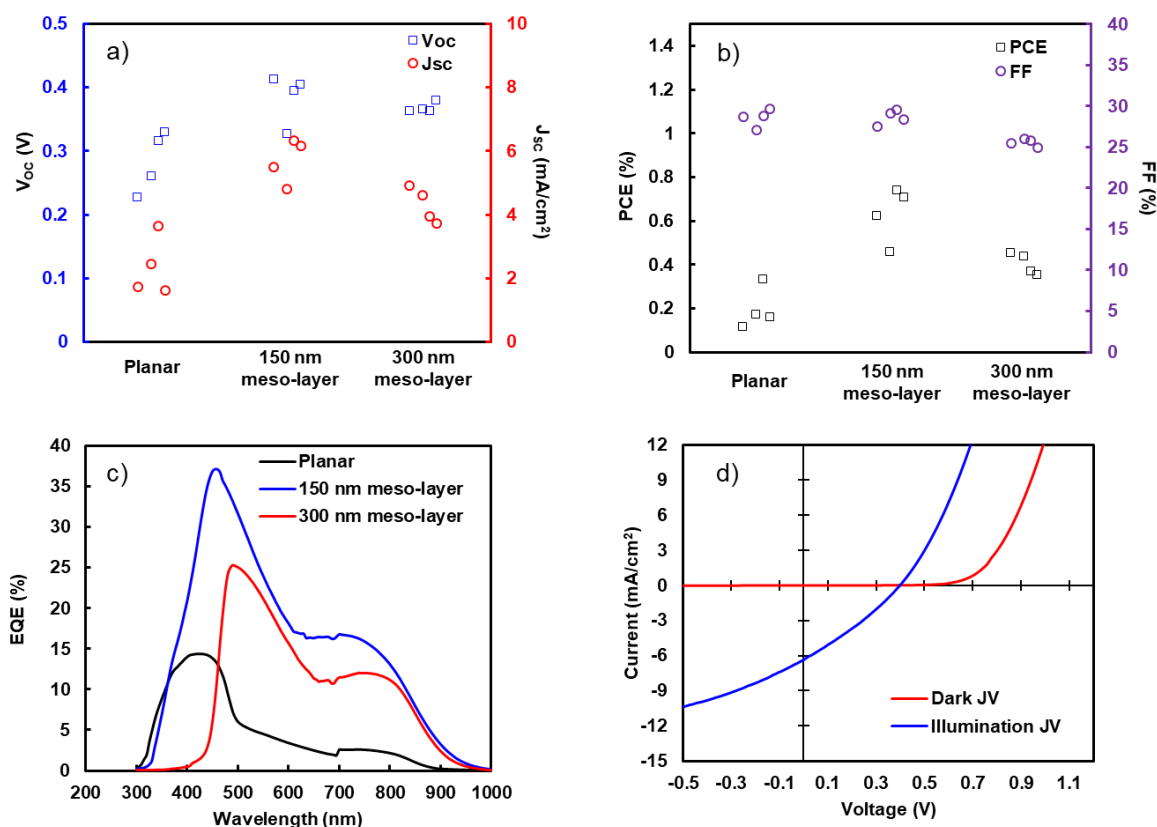 a)
Voc
Jsc
0.5
0.4
0.3
0.2
0.1
0
V_OC (V)
10
8
6
4
2
0
J_SC (mA/cm²)
Planar
150 nm
meso-layer
300 nm
meso-layer
b)
PCE
FF
1.4
1.2
1
0.8
0.6
0.4
0.2
0
PCE (%)
40
35
30
25
20
15
10
5
0
FF (%)
Planar
150 nm
meso-layer
300 nm
meso-layer
c)
Planar
150 nm meso-layer
300 nm meso-layer
40
35
30
25
20
15
10
5
0
EQE (%)
200 300 400 500 600 700 800 900 1000
Wavelength (nm)
d)
12
9
6
3
0
-3
-6
-9
-12
-15
Current (mA/cm²)
Dark JV
Illumination JV
-0.5 -0.3 -0.1 0.1 0.3 0.5 0.7 0.9 1.1
Voltage (V)